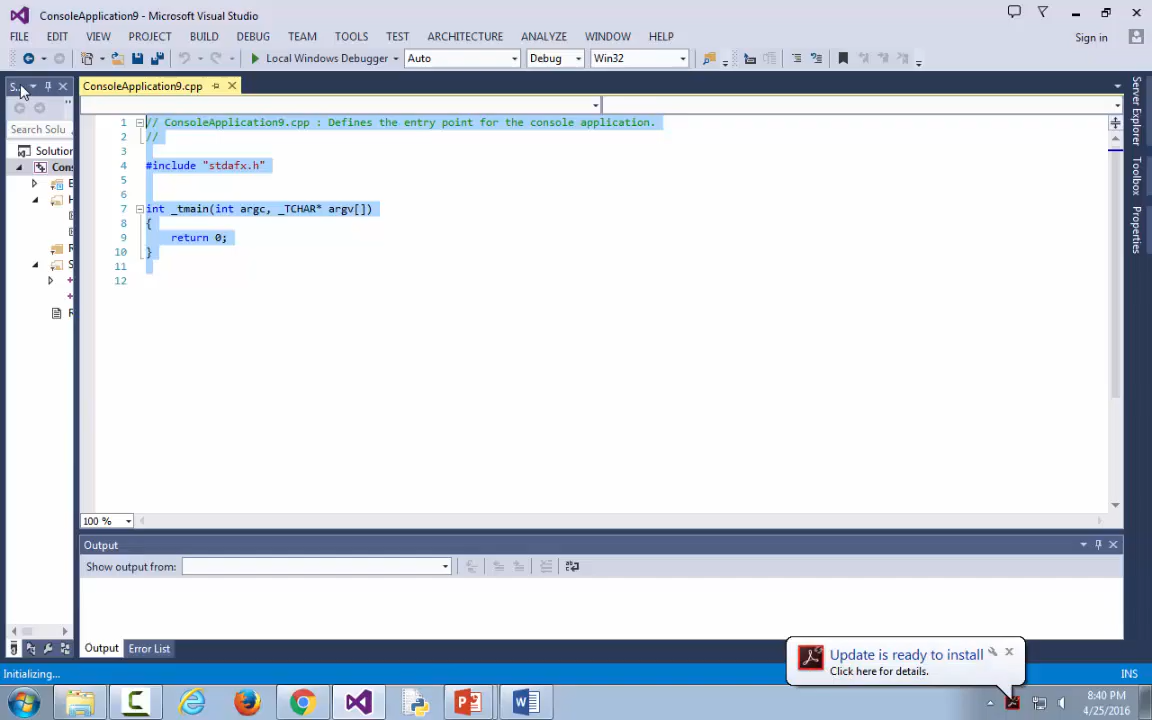 ConsoleApplication9 - Microsoft Visual Studio
FILE EDIT VIEW PROJECT BUILD DEBUG TEAM TOOLS TEST ARCHITECTURE ANALYZE WINDOW HELP
Sign in
Local Windows Debugger Auto Debug Win32
S...
ConsoleApplication9.cpp
Search Solu
Solution
Cons
E
H
R
S
R
1 // ConsoleApplication9.cpp : Defines the entry point for the console application.
2 //
3
4 #include "stdafx.h"
5
6
7 int _tmain(int argc, _TCHAR* argv[])
8 {
9 return 0;
10 }
11
12
Server Explorer
Toolbox
Properties
100 %
Output
Show output from:
Output Error List
Update is ready to install
Click here for details.
Initializing...
INS
8:40 PM
4/25/2016